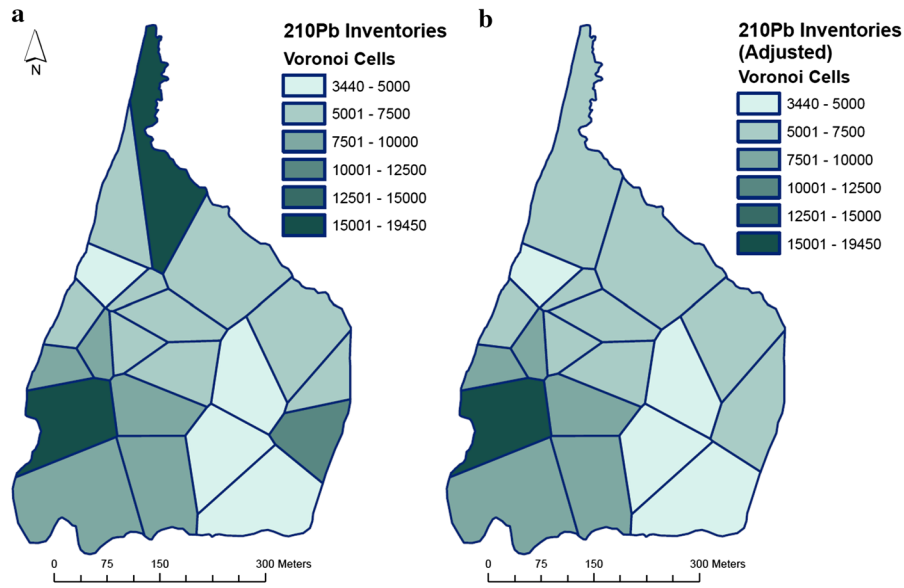 a
N
210Pb Inventories
Voronoi Cells
3440 - 5000
5001 - 7500
7501 - 10000
10001 - 12500
12501 - 15000
15001 - 19450
0 75 150 300 Meters
b
210Pb Inventories
(Adjusted)
Voronoi Cells
3440 - 5000
5001 - 7500
7501 - 10000
10001 - 12500
12501 - 15000
15001 - 19450
0 75 150 300 Meters